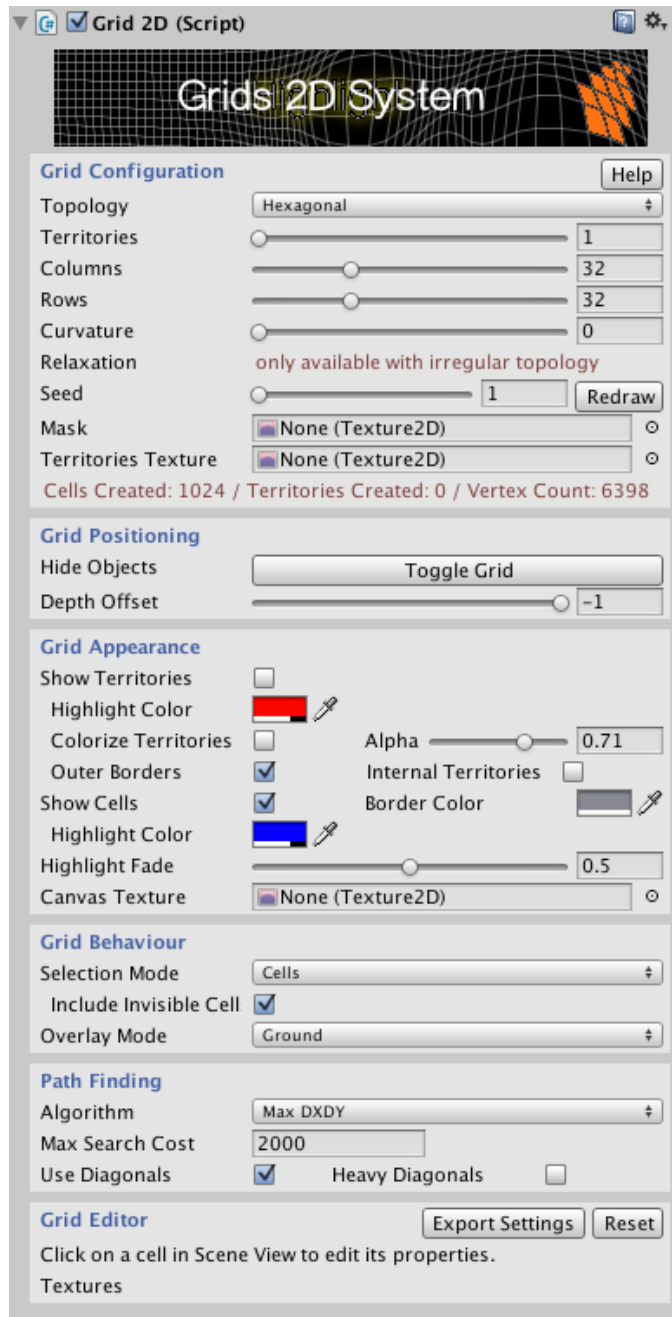 Grid 2D (Script)
Grids 2D System
Grid Configuration Help
Topology Hexagonal
Territories 1
Columns 32
Rows 32
Curvature 0
Relaxation only available with irregular topology
Seed 1 Redraw
Mask None (Texture2D)
Territories Texture None (Texture2D)
Cells Created: 1024 / Territories Created: 0 / Vertex Count: 6398
Grid Positioning
Hide Objects Toggle Grid
Depth Offset -1
Grid Appearance
Show Territories
Highlight Color
Colorize Territories Alpha 0.71
Outer Borders Internal Territories
Show Cells Border Color
Highlight Color
Highlight Fade 0.5
Canvas Texture None (Texture2D)
Grid Behaviour
Selection Mode Cells
Include Invisible Cell
Overlay Mode Ground
Path Finding
Algorithm Max DXDY
Max Search Cost 2000
Use Diagonals Heavy Diagonals
Grid Editor Export Settings Reset
Click on a cell in Scene View to edit its properties.
Textures